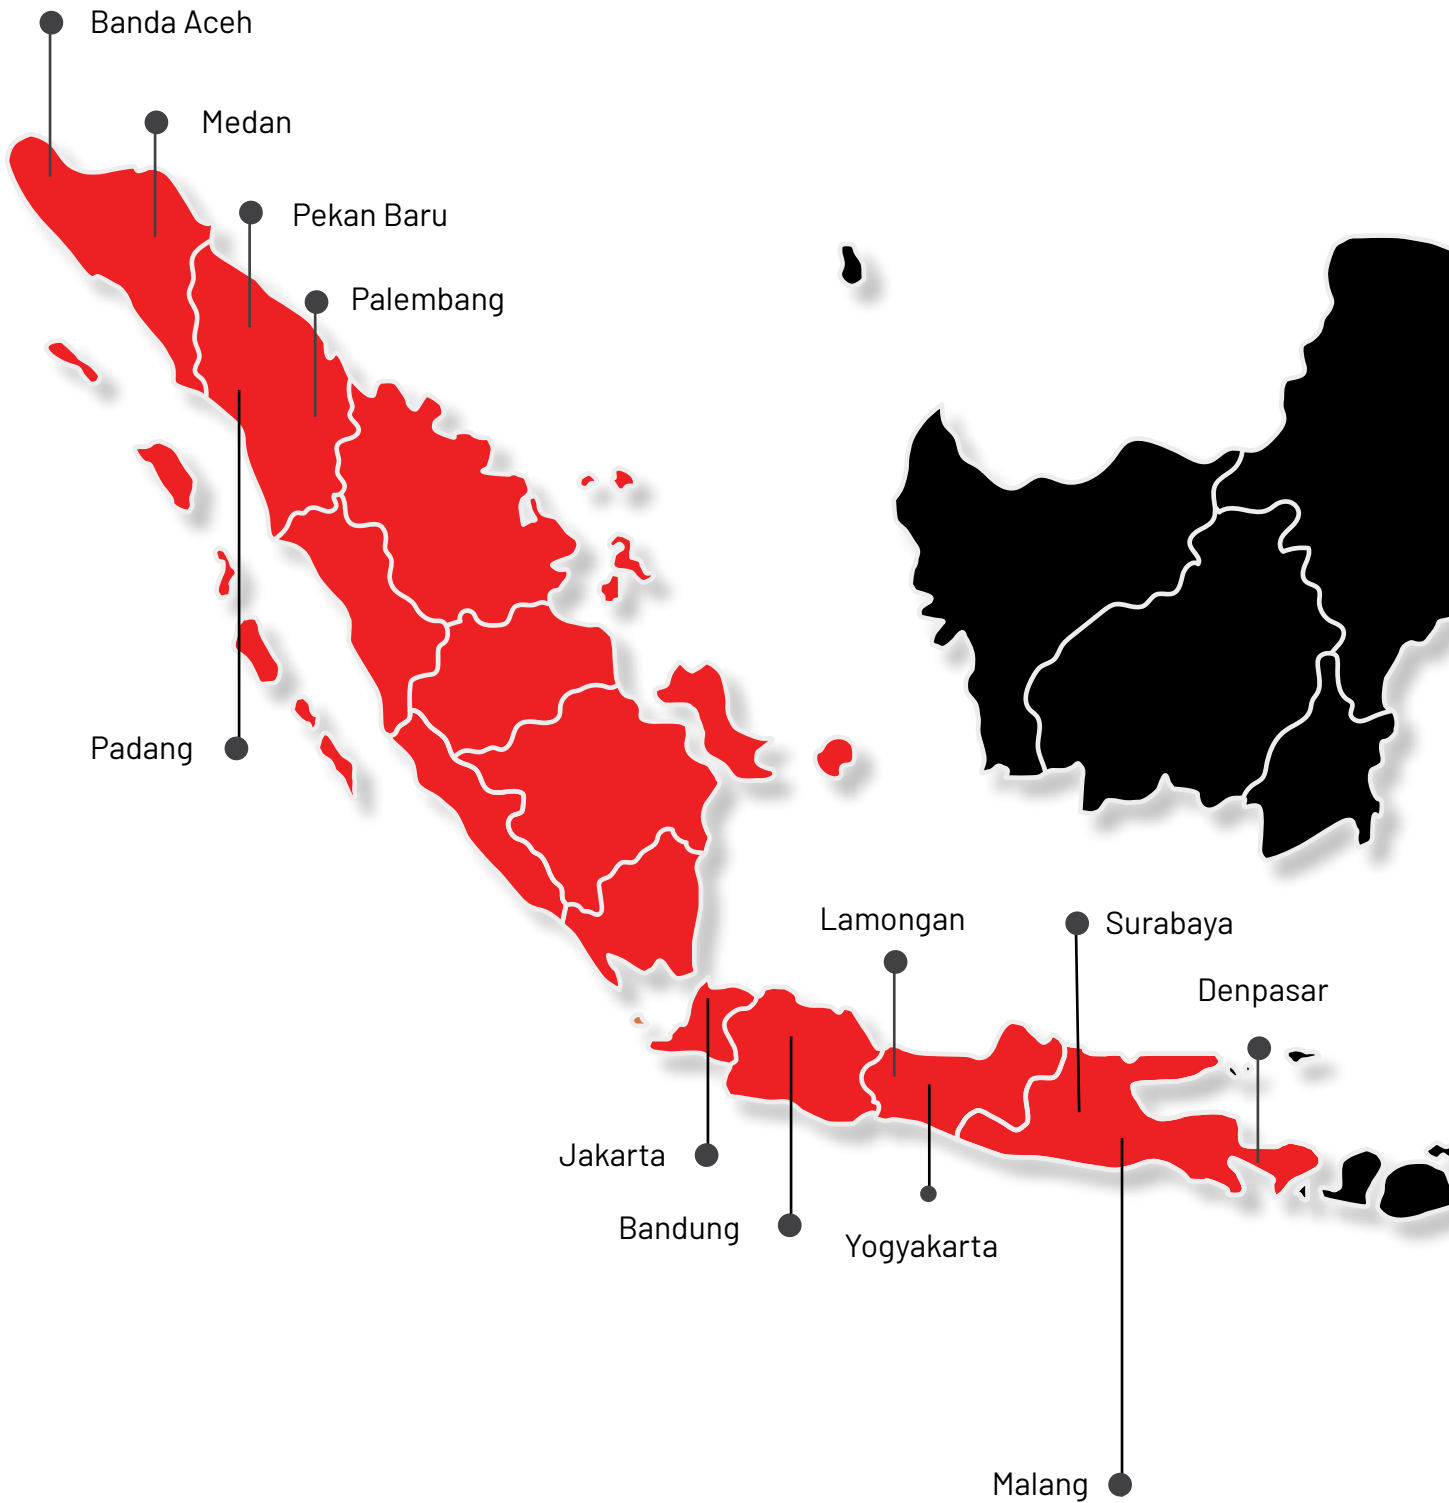 Banda Aceh
Medan
Pekan Baru
Palembang
Padang
Lamongan
Surabaya
Denpasar
Jakarta
Bandung
Yogyakarta
Malang